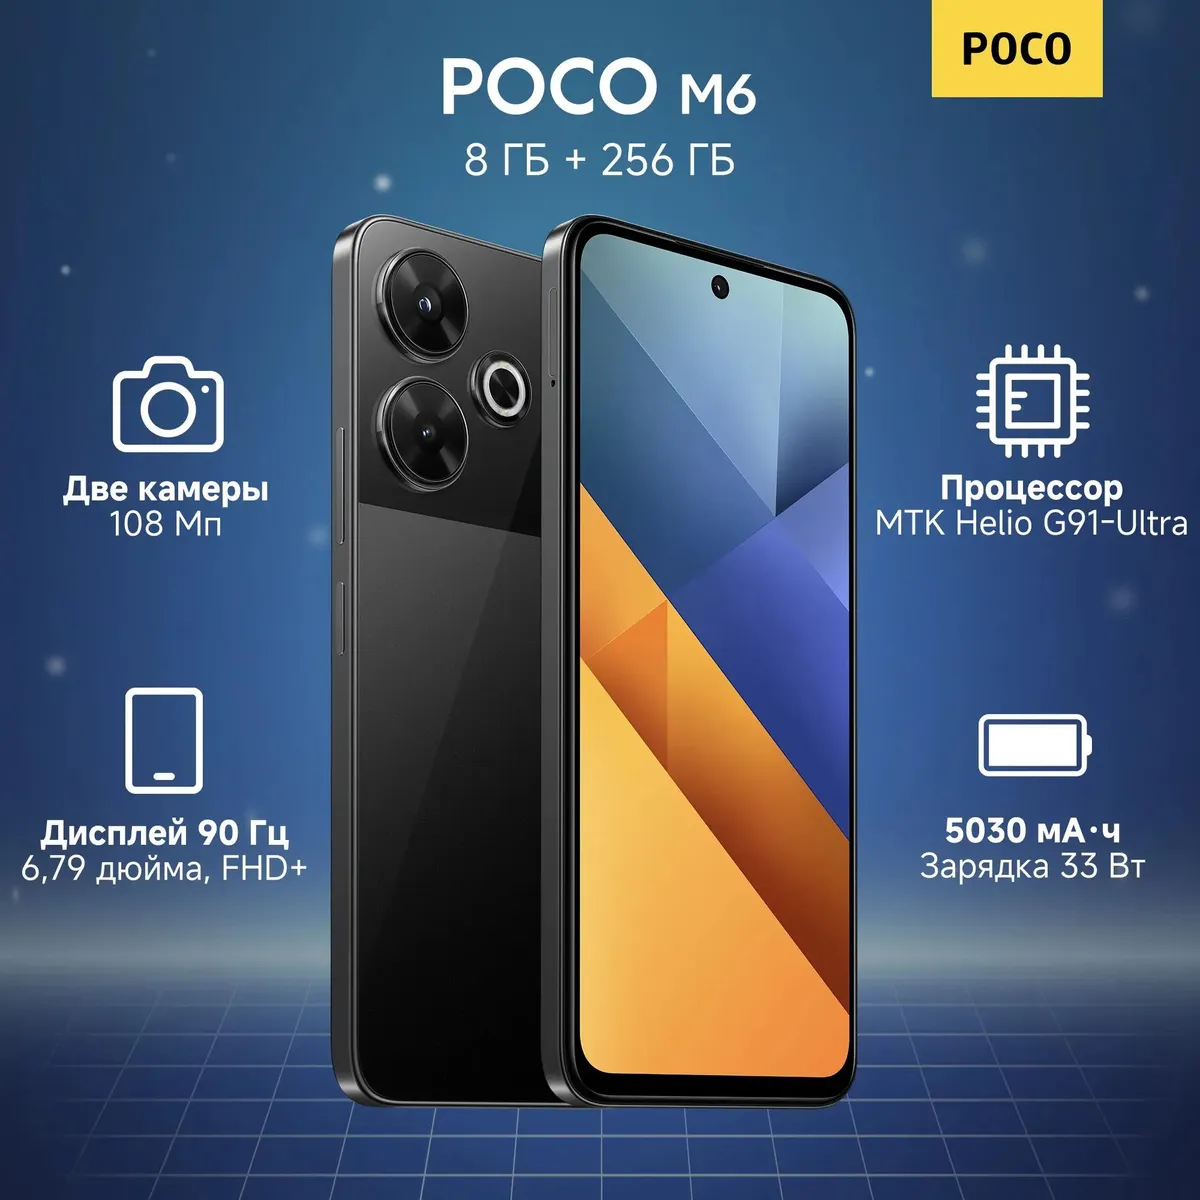 POCO
POCO M6
8 ГБ + 256 ГБ
Две камеры
108 Мп
Процессор
MTK Helio G91-Ultra
Дисплей 90 Гц
6,79 дюйма, FHD+
5030 мА·ч
Зарядка 33 Вт